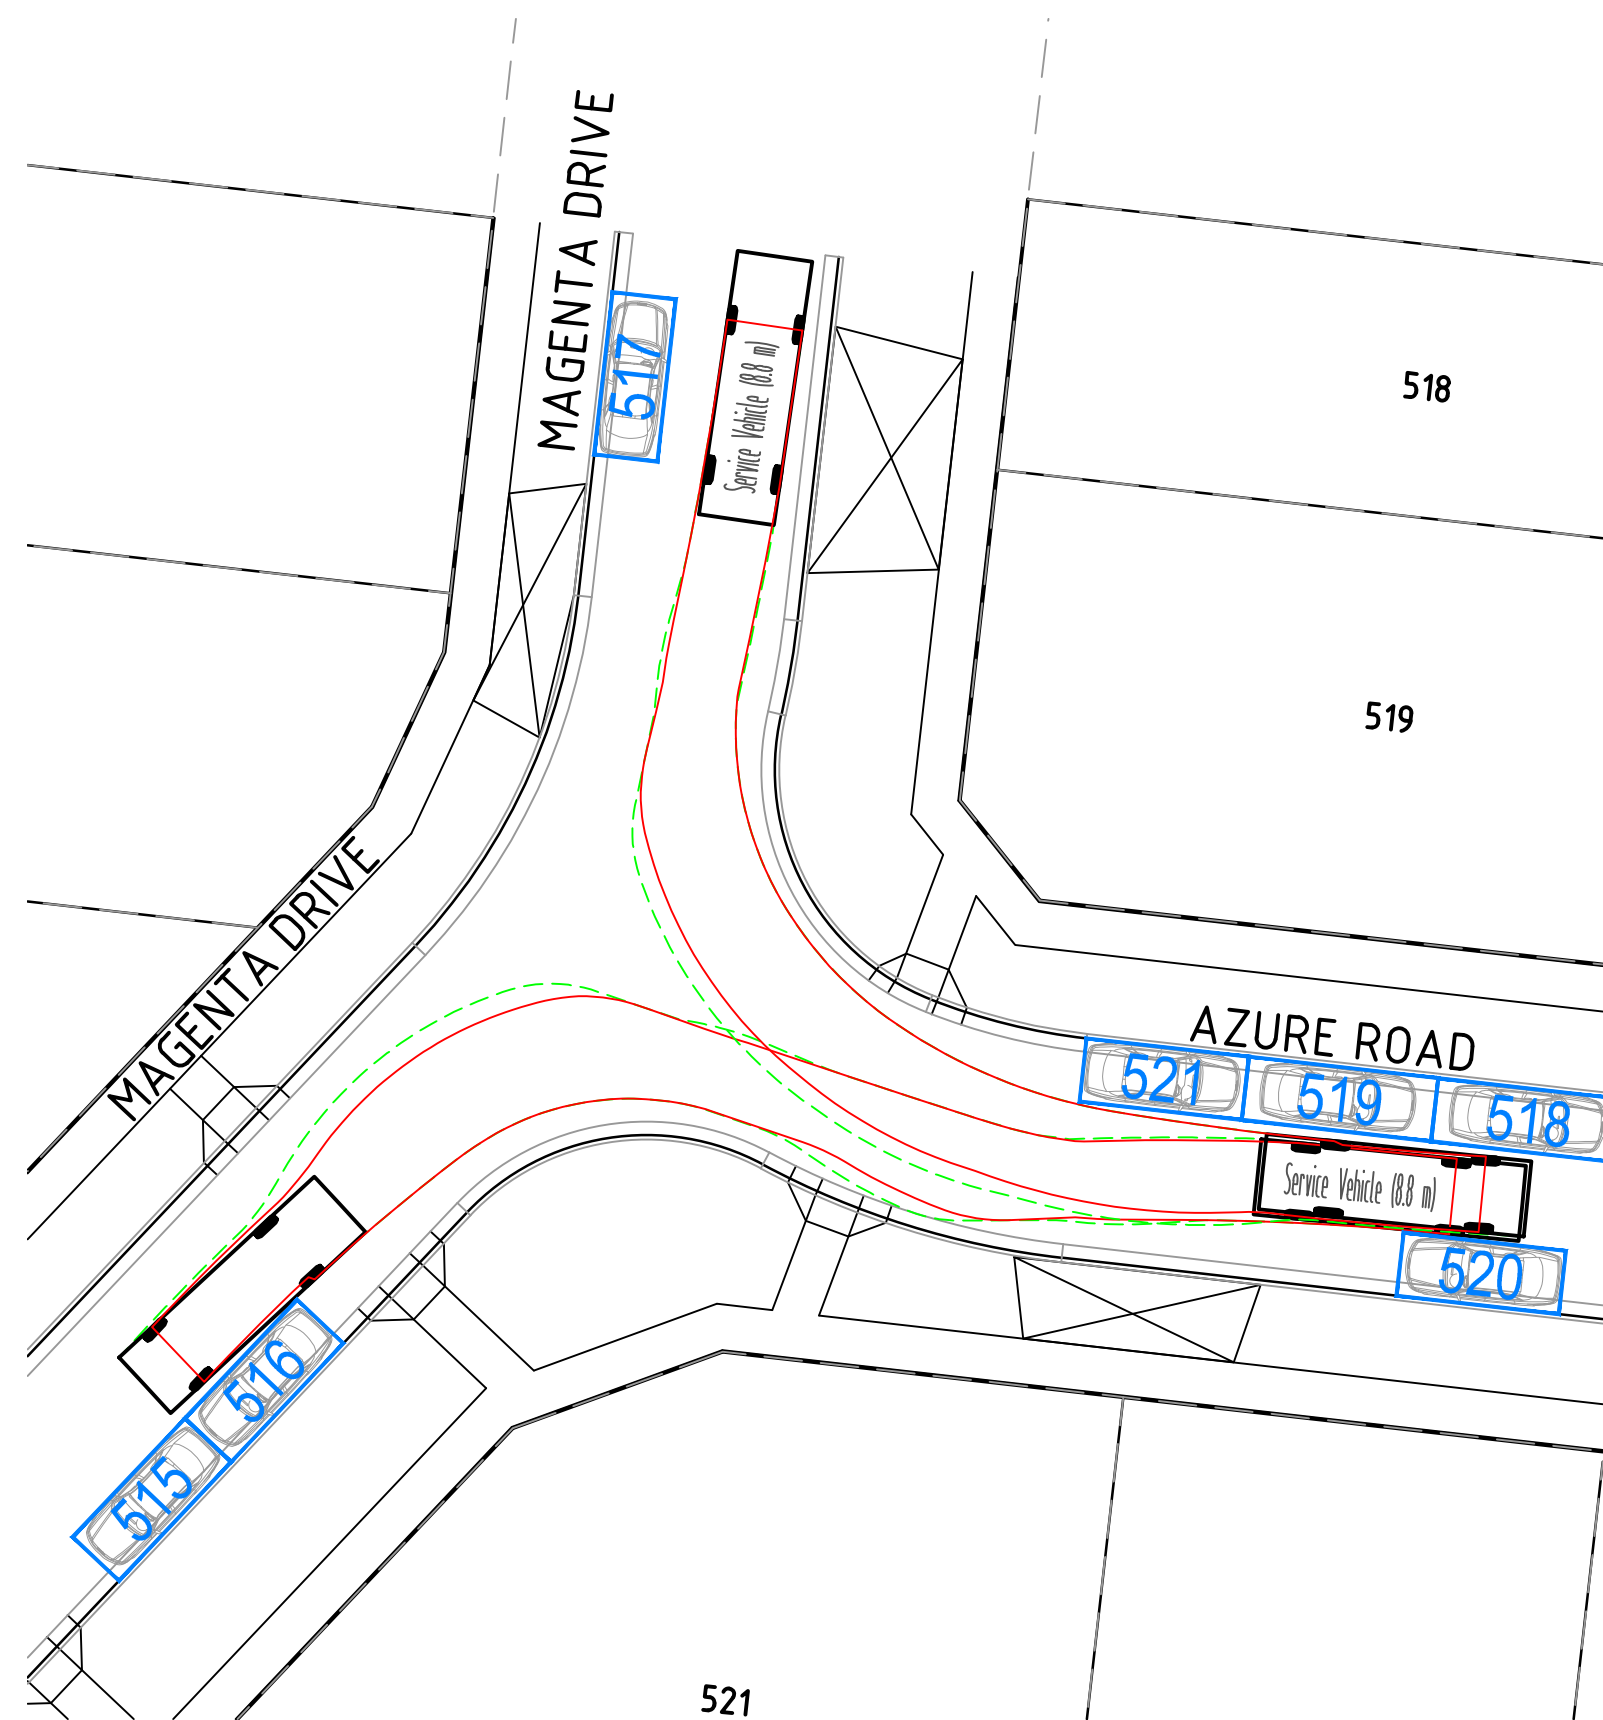 MAGENTA DRIVE
517
Service Vehicle (8.8 m)
518
519
MAGENTA DRIVE
AZURE ROAD
521
519
518
Service Vehicle (8.8 m)
520
516
515
521